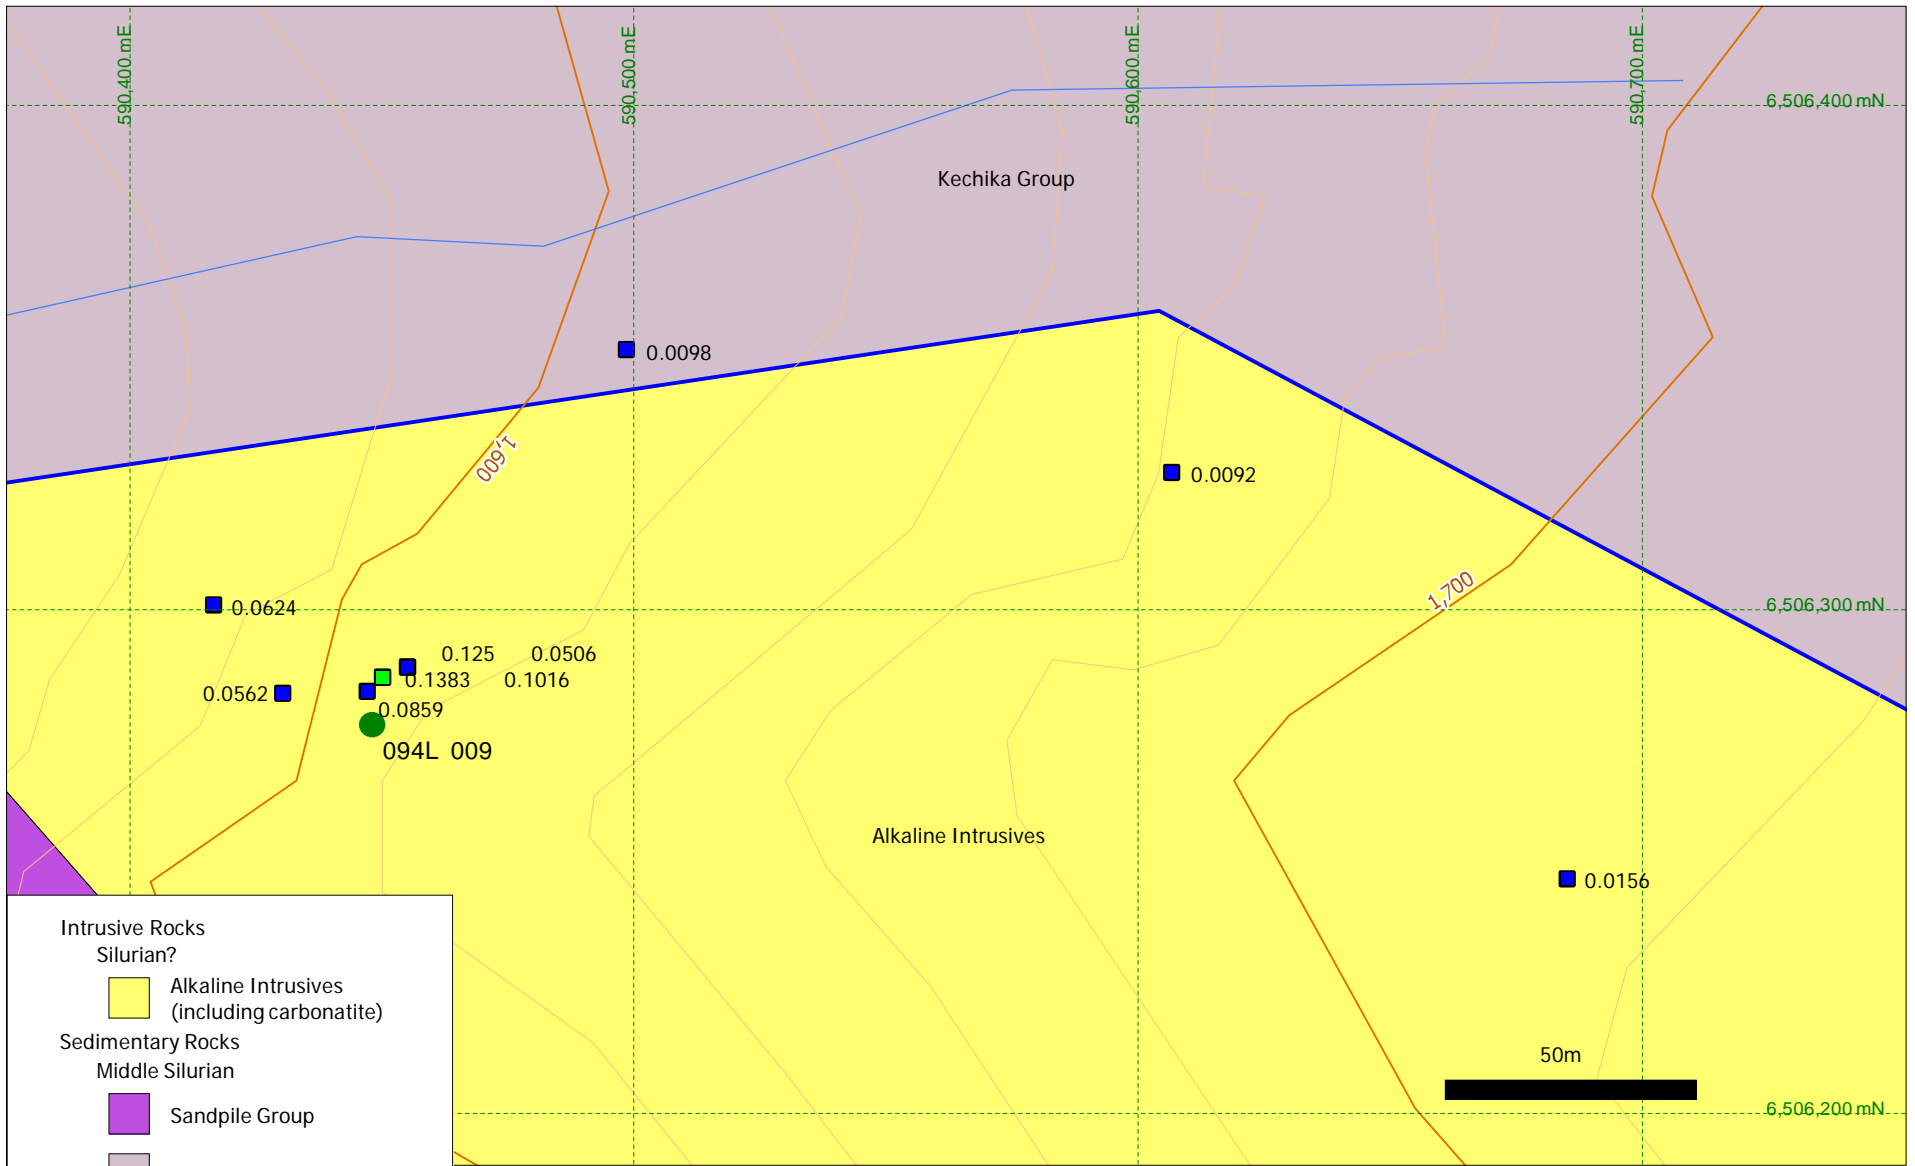 590,400 mE
590,500 mE
590,600 mE
590,700 mE
6,506,400 mN
Kechika Group
0.0098
1,600
0.0092
1,700
6,506,300 mN
0.0624
0.125 0.0506
0.1383 0.1016
0.0562
0.0859
094L 009
Alkaline Intrusives
0.0156
50m
6,506,200 mN
Intrusive Rocks
Silurian?
Alkaline Intrusives
(including carbonatite)
Sedimentary Rocks
Middle Silurian
Sandpile Group